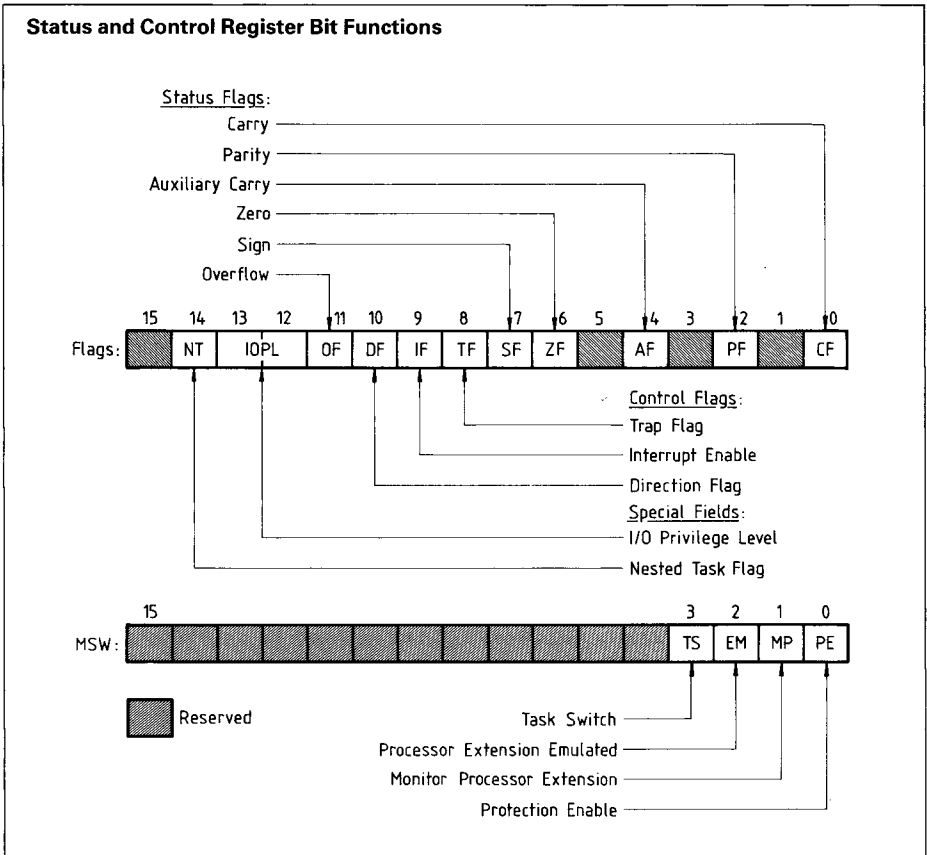 Status and Control Register Bit Functions
Status Flags:
Carry
Parity
Auxiliary Carry
Zero
Sign
Overflow
15 14 13 12 11 10 9 8 7 6 5 4 3 2 1 0
Flags: NT IOPL OF DF IF TF SF ZF AF PF CF
Control Flags:
Trap Flag
Interrupt Enable
Direction Flag
Special Fields:
I/O Privilege Level
Nested Task Flag
15 3 2 1 0
MSW: TS EM MP PE
Reserved
Task Switch
Processor Extension Emulated
Monitor Processor Extension
Protection Enable